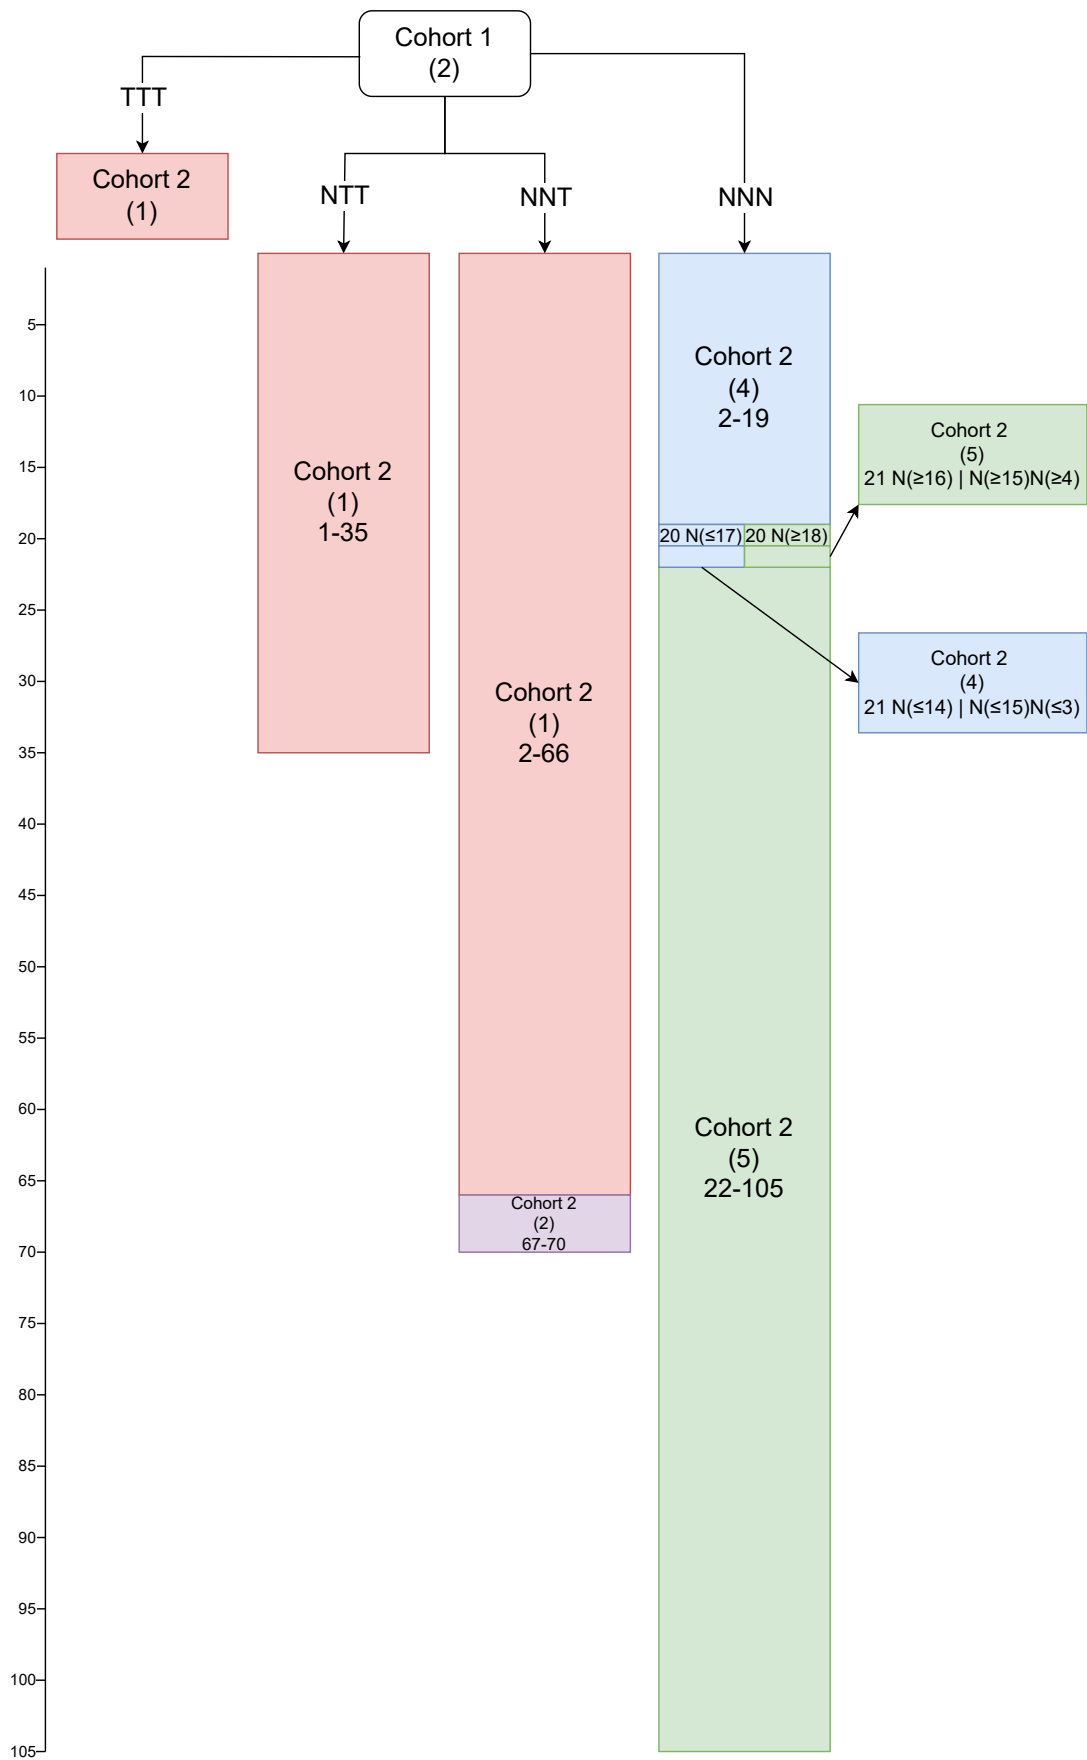 Cohort 1
(2)
TTT
Cohort 2
(1)
NTT
NNT
NNN
Cohort 2
(1)
1-35
Cohort 2
(1)
2-66
Cohort 2
(2)
67-70
Cohort 2
(4)
2-19
20 N(≤17)
20 N(≥18)
Cohort 2
(5)
21 N(≥16) | N(≥15)N(≥4)
Cohort 2
(4)
21 N(≤14) | N(≤15)N(≤3)
Cohort 2
(5)
22-105
5
10
15
20
25
30
35
40
45
50
55
60
65
70
75
80
85
90
95
100
105